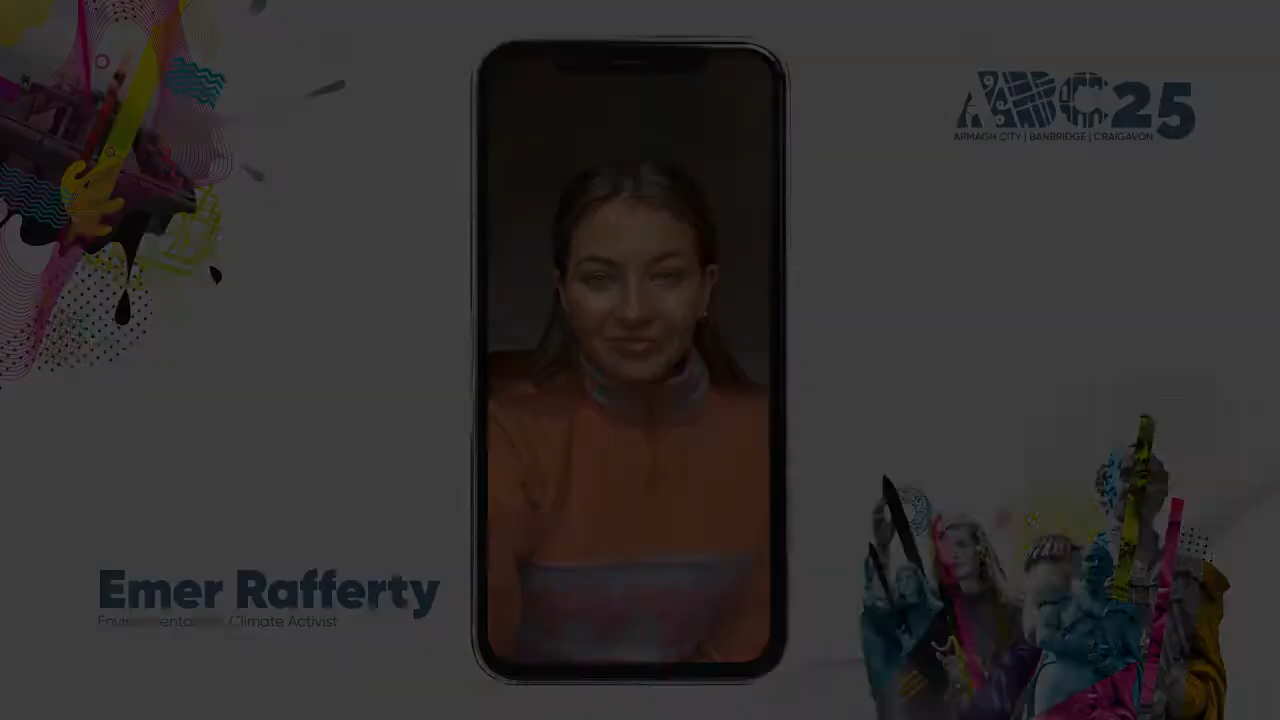 ABC25
ARMAGH CITY | BANBRIDGE | CRAIGAVON
Emer Rafferty
Climate Activist